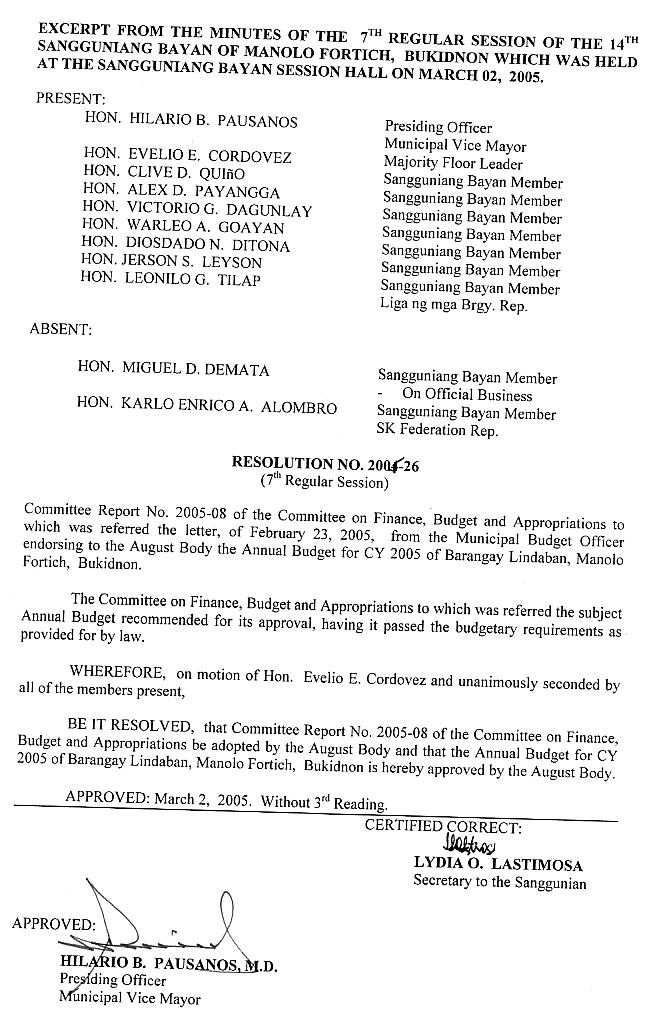 EXCERPT FROM THE MINUTES OF THE 7TH REGULAR SESSION OF THE 14TH
SANGGUNIANG BAYAN OF MANOLO FORTICH, BUKIDNON WHICH WAS HELD
AT THE SANGGUNIANG BAYAN SESSION HALL ON MARCH 02, 2005.
PRESENT:
HON. HILARIO B. PAUSANOS Presiding Officer
Municipal Vice Mayor
HON. EVELIO E. CORDOVEZ Majority Floor Leader
HON. CLIVE D. QUIñO Sangguniang Bayan Member
HON. ALEX D. PAYANGGA Sangguniang Bayan Member
HON. VICTORIO G. DAGUNLAY Sangguniang Bayan Member
HON. WARLEO A. GOAYAN Sangguniang Bayan Member
HON. DIOSDADO N. DITONA Sangguniang Bayan Member
HON. JERSON S. LEYSON Sangguniang Bayan Member
HON. LEONILO G. TILAP Sangguniang Bayan Member
Liga ng mga Brgy. Rep.
ABSENT:
HON. MIGUEL D. DEMATA Sangguniang Bayan Member
- On Official Business
HON. KARLO ENRICO A. ALOMBRO Sangguniang Bayan Member
SK Federation Rep.
RESOLUTION NO. 2005-26
(7th Regular Session)
Committee Report No. 2005-08 of the Committee on Finance, Budget and Appropriations to
which was referred the letter, of February 23, 2005, from the Municipal Budget Officer
endorsing to the August Body the Annual Budget for CY 2005 of Barangay Lindaban, Manolo
Fortich, Bukidnon.
The Committee on Finance, Budget and Appropriations to which was referred the subject
Annual Budget recommended for its approval, having it passed the budgetary requirements as
provided for by law.
WHEREFORE, on motion of Hon. Evelio E. Cordovez and unanimously seconded by
all of the members present,
BE IT RESOLVED, that Committee Report No. 2005-08 of the Committee on Finance,
Budget and Appropriations be adopted by the August Body and that the Annual Budget for CY
2005 of Barangay Lindaban, Manolo Fortich, Bukidnon is hereby approved by the August Body.
APPROVED: March 2, 2005. Without 3rd Reading.
CERTIFIED CORRECT:
LYDIA O. LASTIMOSA
Secretary to the Sanggunian
APPROVED:
HILARIO B. PAUSANOS, M.D.
Presiding Officer
Municipal Vice Mayor